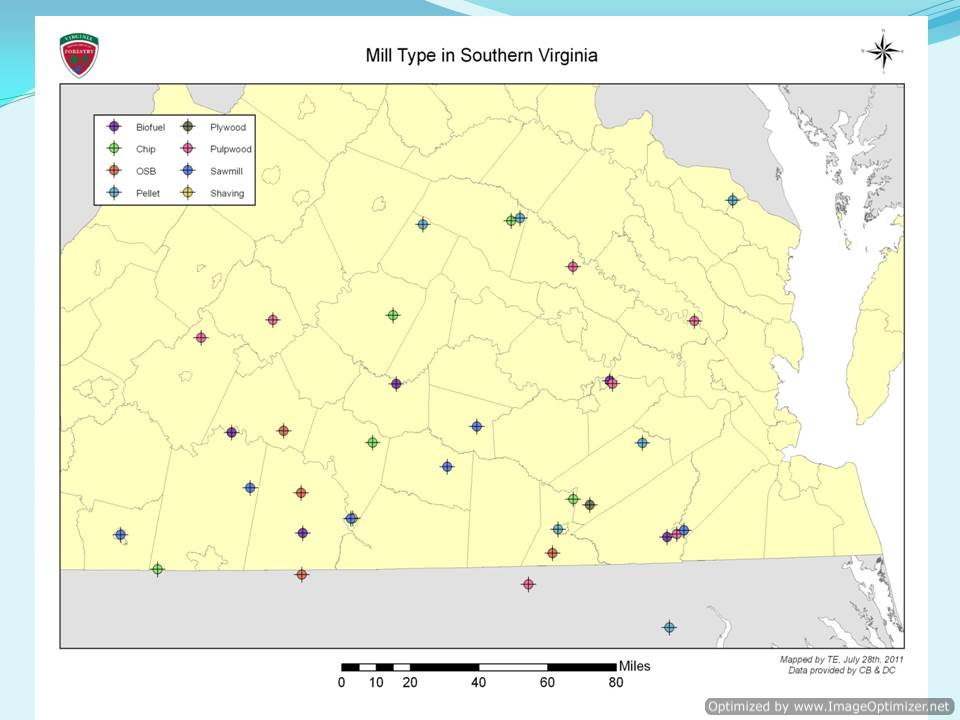 VIRGINIA
FORESTRY
Mill Type in Southern Virginia
Biofuel
Plywood
Chip
Pulpwood
OSB
Sawmill
Pellet
Shaving
Miles
0 10 20 40 60 80
Mapped by TE, July 28th, 2011
Data provided by CB & DC
Optimized by www.ImageOptimizer.net